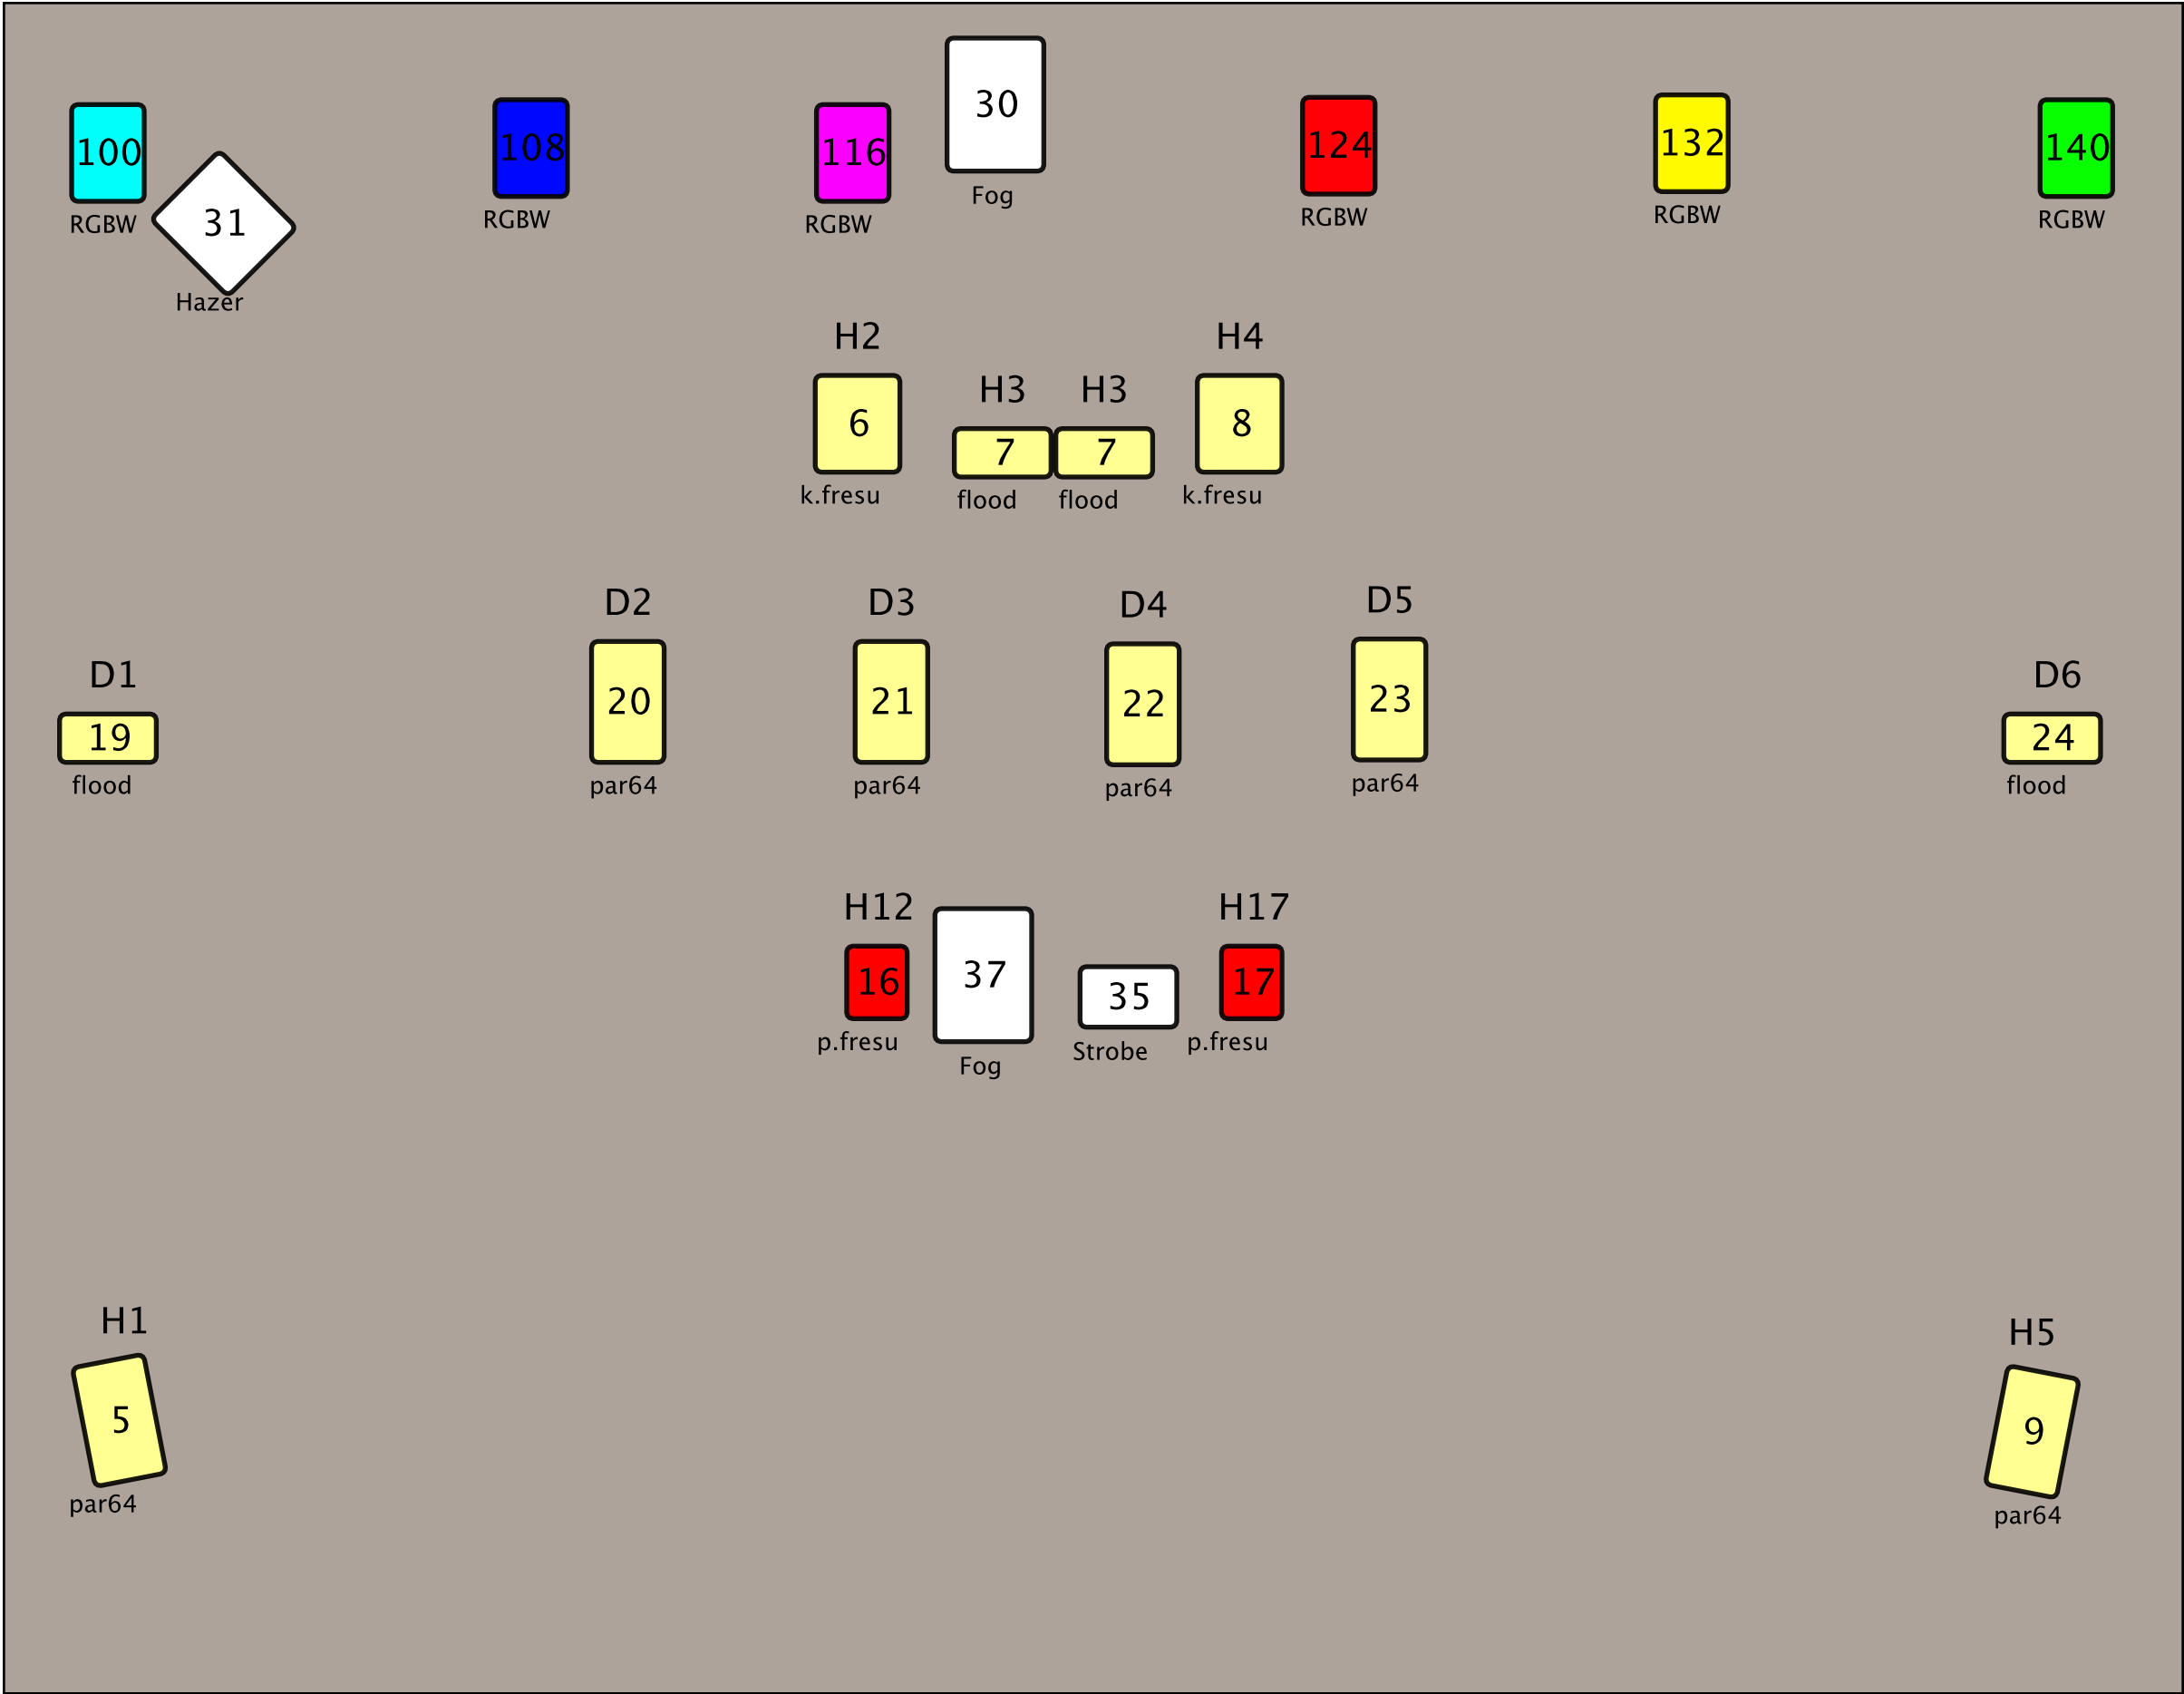 30
Fog
100
RGBW
108
RGBW
116
RGBW
124
RGBW
132
RGBW
140
RGBW
31
Hazer
H2
6
k.fresu
H3
7
flood
H3
7
flood
H4
8
k.fresu
D1
19
flood
D2
20
par64
D3
21
par64
D4
22
par64
D5
23
par64
D6
24
flood
H12
16
p.fresu
37
Fog
35
Strobe
H17
17
p.fresu
H1
5
par64
H5
9
par64